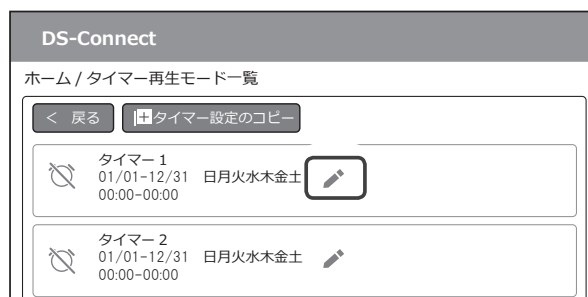 DS-Connect
ホーム / タイマー再生モード一覧
< 戻る タイマー設定のコピー
タイマー 1
01/01-12/31 日月火水木金土
00:00-00:00
タイマー 2
01/01-12/31 日月火水木金土
00:00-00:00